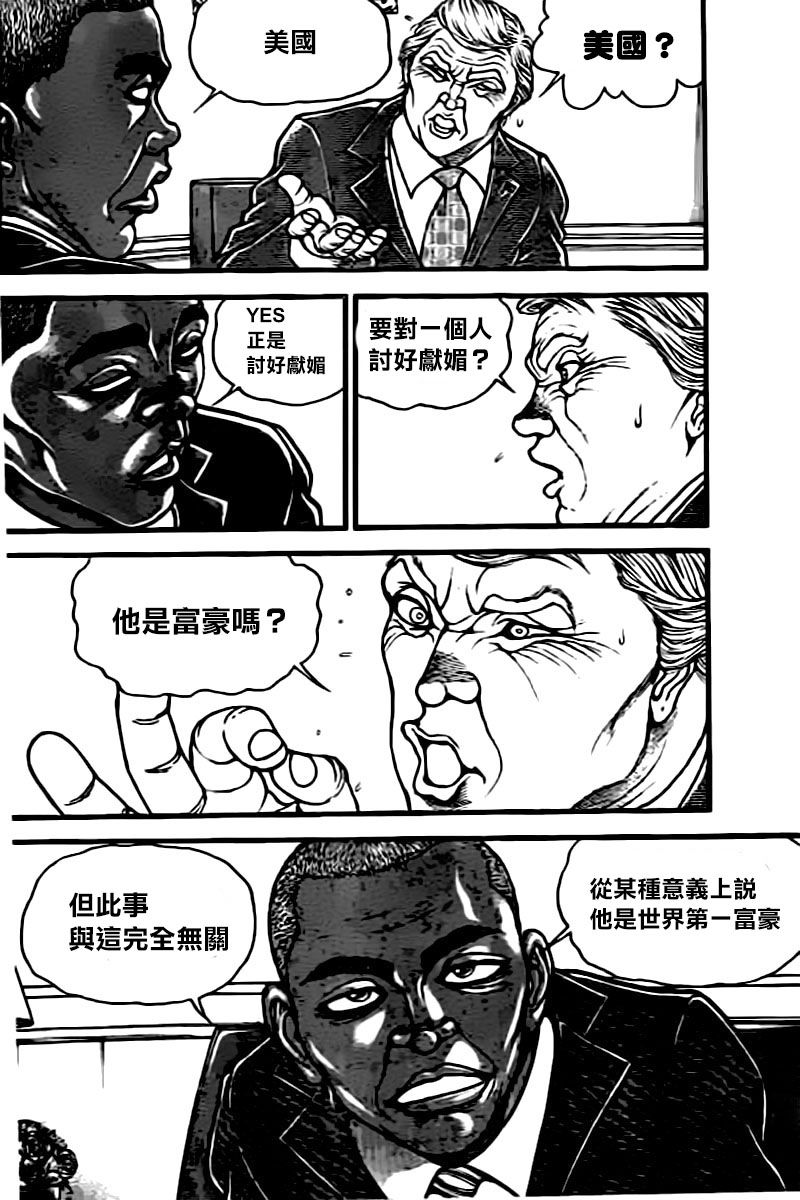 美國？
美國
要對一個人
討好獻媚？
YES
正是
討好獻媚
他是富豪嗎？
從某種意義上説
他是世界第一富豪
但此事
與這完全無關